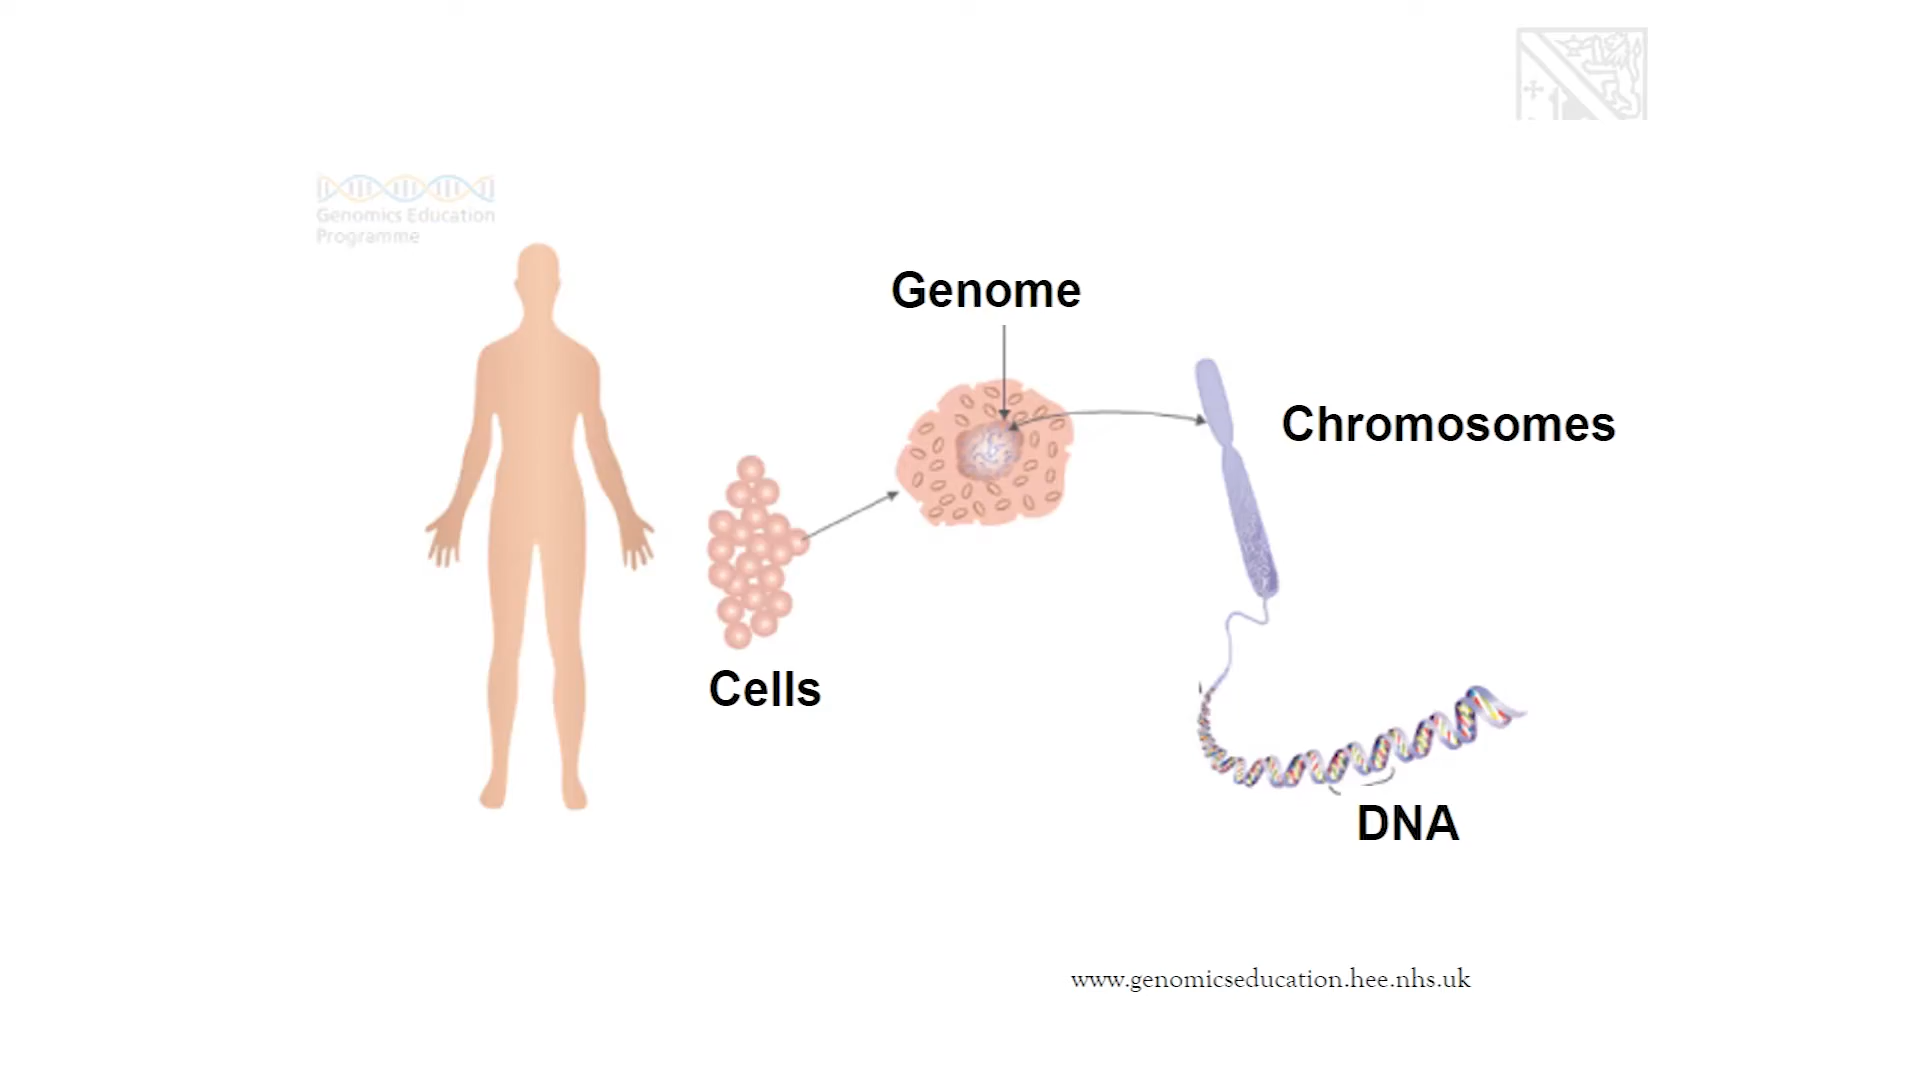 Genomics Education
Programme
Genome
Chromosomes
Cells
DNA
www.genomicseducation.hee.nhs.uk